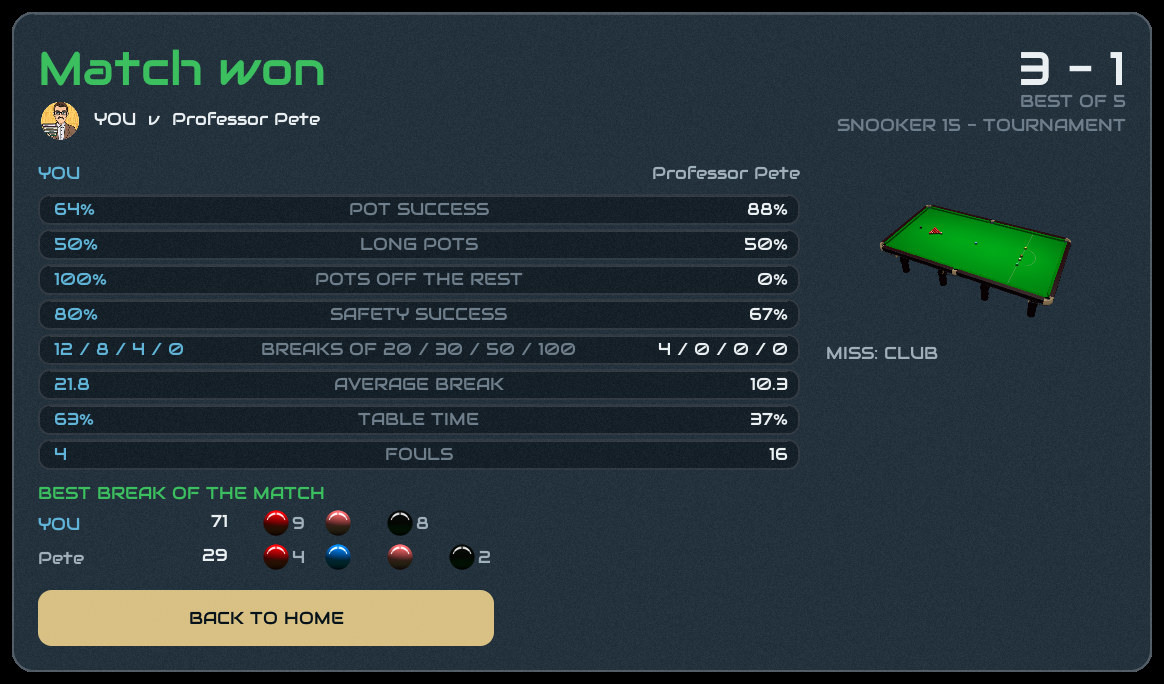 Match won
3 - 1
YOU v Professor Pete
BEST OF 5
SNOOKER 15 - TOURNAMENT
YOU Professor Pete
64% POT SUCCESS 88%
50% LONG POTS 50%
100% POTS OFF THE REST 0%
80% SAFETY SUCCESS 67%
12 / 8 / 4 / 0 BREAKS OF 20 / 30 / 50 / 100 4 / 0 / 0 / 0
MISS: CLUB
21.8 AVERAGE BREAK 10.3
63% TABLE TIME 37%
4 FOULS 16
BEST BREAK OF THE MATCH
YOU 71 9 8
Pete 29 4 2
BACK TO HOME